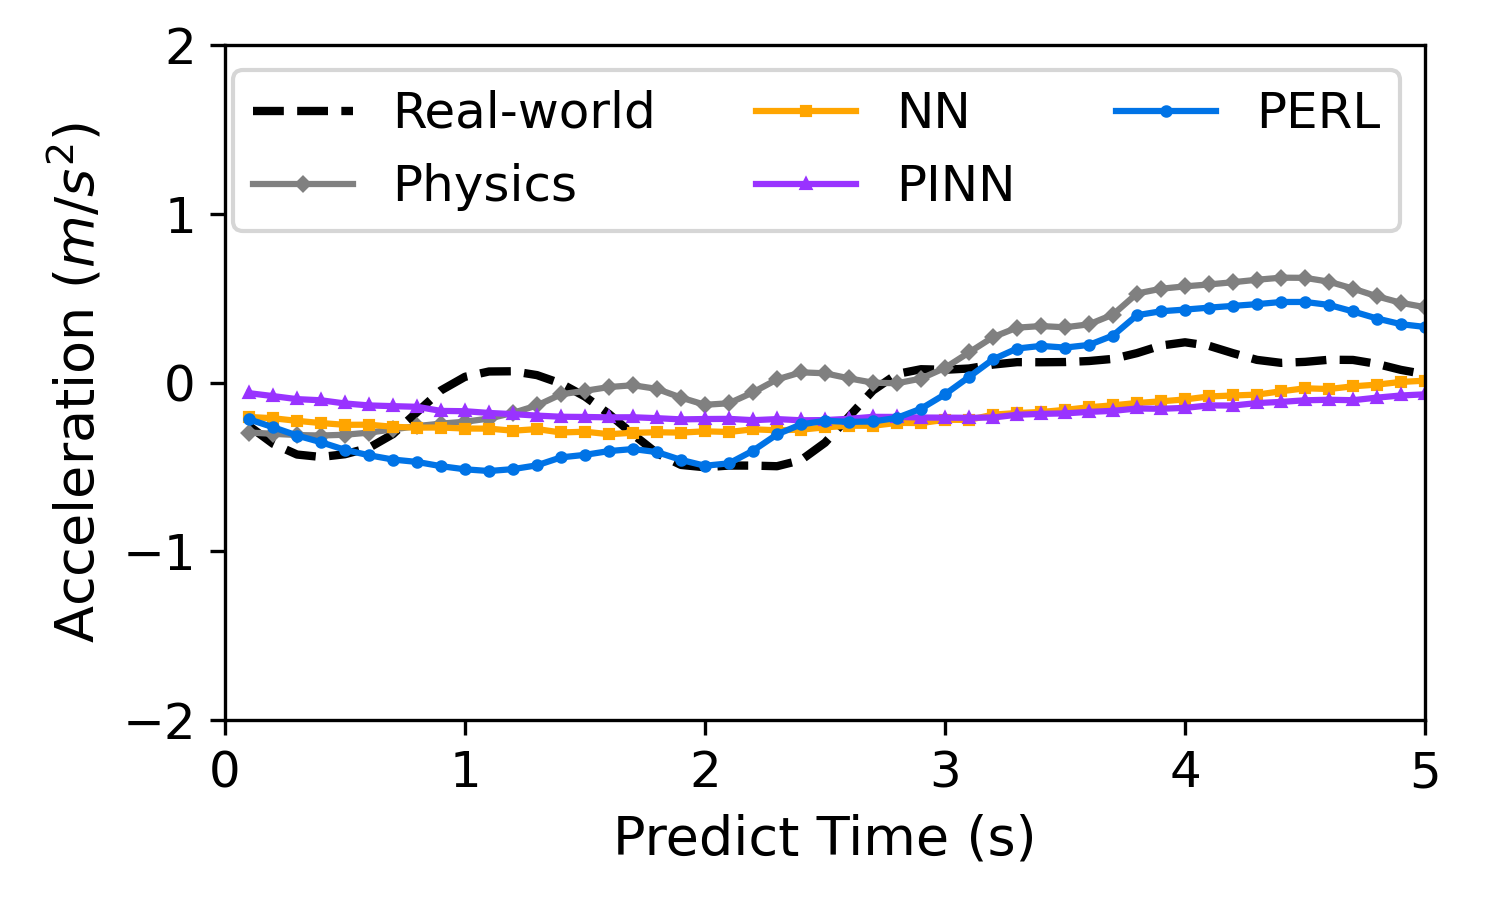 2
1
0
−1
−2
Acceleration (m/s²)
Real-world
Physics
NN
PINN
PERL
0 1 2 3 4 5
Predict Time (s)